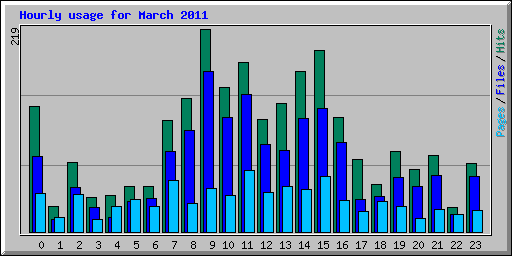 Hourly usage for March 2011
219
Pages / Files / Hits
0 1 2 3 4 5 6 7 8 9 10 11 12 13 14 15 16 17 18 19 20 21 22 23